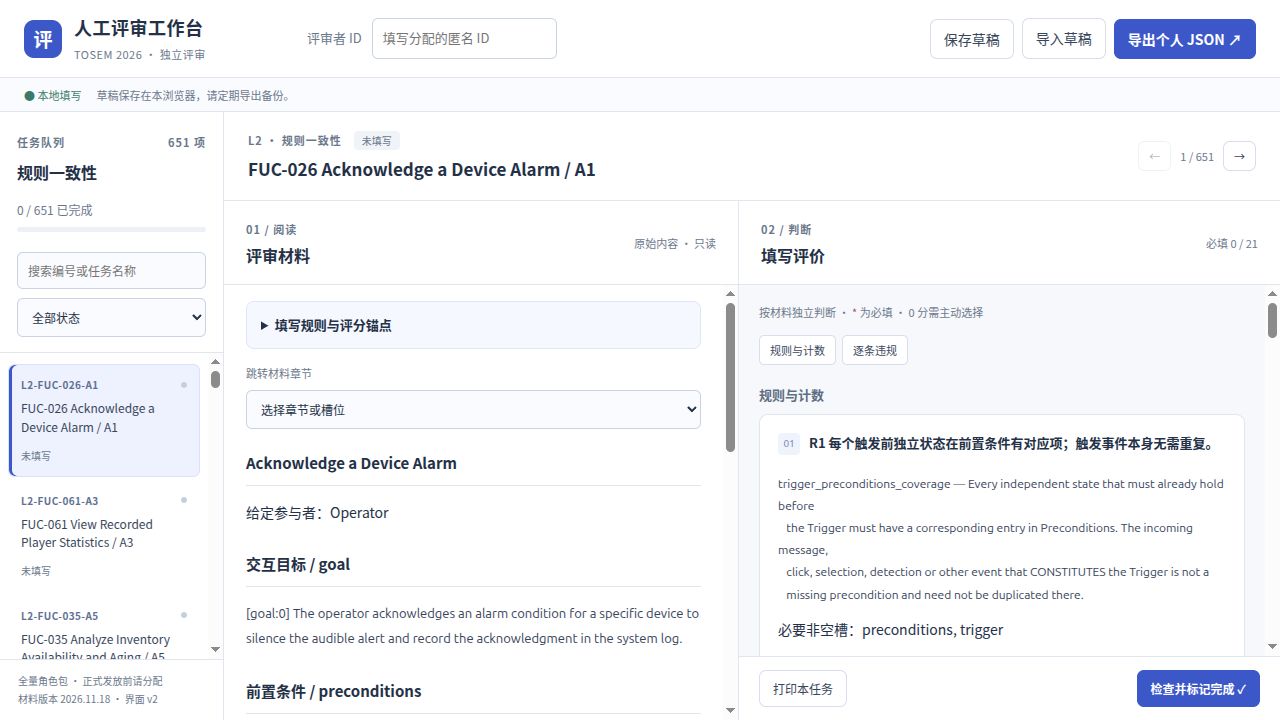 评
人工评审工作台
TOSEM 2026 · 独立评审
评审者 ID
填写分配的匿名 ID
保存草稿
导入草稿
导出个人 JSON ↗
本地填写
草稿保存在本浏览器，请定期导出备份。
任务队列
651 项
规则一致性
0 / 651 已完成
搜索编号或任务名称
全部状态
L2-FUC-026-A1
FUC-026 Acknowledge a
Device Alarm / A1
未填写
L2-FUC-061-A3
FUC-061 View Recorded
Player Statistics / A3
未填写
L2-FUC-035-A5
FUC-035 Analyze Inventory
Availability and Aging / A5
全量角色包 · 正式发放前请分配
材料版本 2026.11.18 · 界面 v2
L2 · 规则一致性
未填写
FUC-026 Acknowledge a Device Alarm / A1
←
1 / 651
→
01 / 阅读
评审材料
原始内容 · 只读
填写规则与评分锚点
跳转材料章节
选择章节或槽位
Acknowledge a Device Alarm
给定参与者：Operator
交互目标 / goal
[goal:0] The operator acknowledges an alarm condition for a specific device to
silence the audible alert and record the acknowledgment in the system log.
前置条件 / preconditions
02 / 判断
填写评价
必填 0 / 21
按材料独立判断 · * 为必填 · 0 分需主动选择
规则与计数
逐条违规
规则与计数
01
R1 每个触发前独立状态在前置条件有对应项；触发事件本身无需重复。
trigger_preconditions_coverage — Every independent state that must already hold
before
the Trigger must have a corresponding entry in Preconditions. The incoming
message,
click, selection, detection or other event that CONSTITUTES the Trigger is not a
missing precondition and need not be duplicated there.
必要非空槽：preconditions, trigger
打印本任务
检查并标记完成 ✓